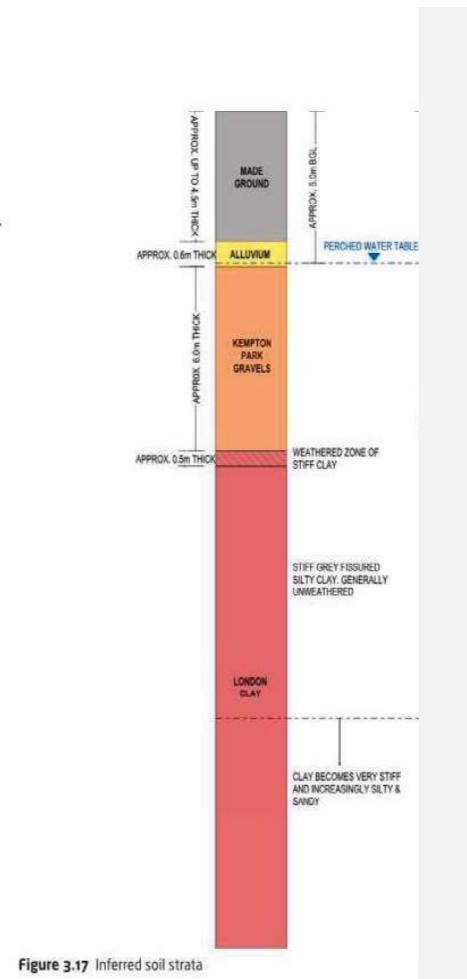 APPROX. UP TO 4.5m THICK
APPROX. 5.0m BGL
MADE
GROUND
PERCHED WATER TABLE
APPROX. 0.6m THICK
ALLUVIUM
APPROX. 6.0m THICK
KEMPTON
PARK
GRAVELS
APPROX. 0.5m THICK
WEATHERED ZONE OF
STIFF CLAY
STIFF GREY FISSURED
SILTY CLAY. GENERALLY
UNWEATHERED
LONDON
CLAY
CLAY BECOMES VERY STIFF
AND INCREASINGLY SILTY &
SANDY
Figure 3.17 Inferred soil strata